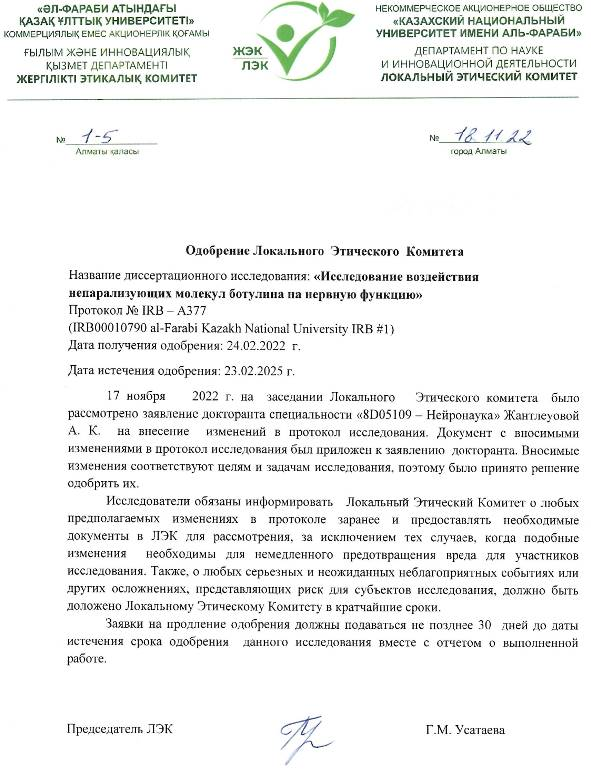 «ӘЛ-ФАРАБИ АТЫНДАҒЫ
ҚАЗАҚ ҰЛТТЫҚ УНИВЕРСИТЕТІ»
КОММЕРЦИЯЛЫҚ ЕМЕС АКЦИОНЕРЛІК ҚОҒАМЫ
ҒЫЛЫМ ЖӘНЕ ИННОВАЦИЯЛЫҚ
ҚЫЗМЕТ ДЕПАРТАМЕНТІ
ЖЕРГІЛІКТІ ЭТИКАЛЫҚ КОМИТЕТ
ЖЭК
ЛЭК
НЕКОММЕРЧЕСКОЕ АКЦИОНЕРНОЕ ОБЩЕСТВО
«КАЗАХСКИЙ НАЦИОНАЛЬНЫЙ
УНИВЕРСИТЕТ ИМЕНИ АЛЬ-ФАРАБИ»
ДЕПАРТАМЕНТ ПО НАУКЕ
И ИННОВАЦИОННОЙ ДЕЯТЕЛЬНОСТИ
ЛОКАЛЬНЫЙ ЭТИЧЕСКИЙ КОМИТЕТ
№ 1-5
Алматы қаласы
№ 18.11.22
город Алматы
Одобрение Локального Этического Комитета
Название диссертационного исследования: «Исследование воздействия
непарализующих молекул ботулина на нервную функцию»
Протокол № IRB – A377
(IRB00010790 al-Farabi Kazakh National University IRB #1)
Дата получения одобрения: 24.02.2022 г.
Дата истечения одобрения: 23.02.2025 г.
17 ноября 2022 г. на заседании Локального Этического комитета было
рассмотрено заявление докторанта специальности «8D05109 – Нейронаука» Жантлеуовой
А. К. на внесение изменений в протокол исследования. Документ с вносимыми
изменениями в протокол исследования был приложен к заявлению докторанта. Вносимые
изменения соответствуют целям и задачам исследования, поэтому было принято решение
одобрить их.
Исследователи обязаны информировать Локальный Этический Комитет о любых
предполагаемых изменениях в протоколе заранее и предоставлять необходимые
документы в ЛЭК для рассмотрения, за исключением тех случаев, когда подобные
изменения необходимы для немедленного предотвращения вреда для участников
исследования. Также, о любых серьезных и неожиданных неблагоприятных событиях или
других осложнениях, представляющих риск для субъектов исследования, должно быть
доложено Локальному Этическому Комитету в кратчайшие сроки.
Заявки на продление одобрения должны подаваться не позднее 30 дней до даты
истечения срока одобрения данного исследования вместе с отчетом о выполненной
работе.
Председатель ЛЭК
Г.М. Усатаева